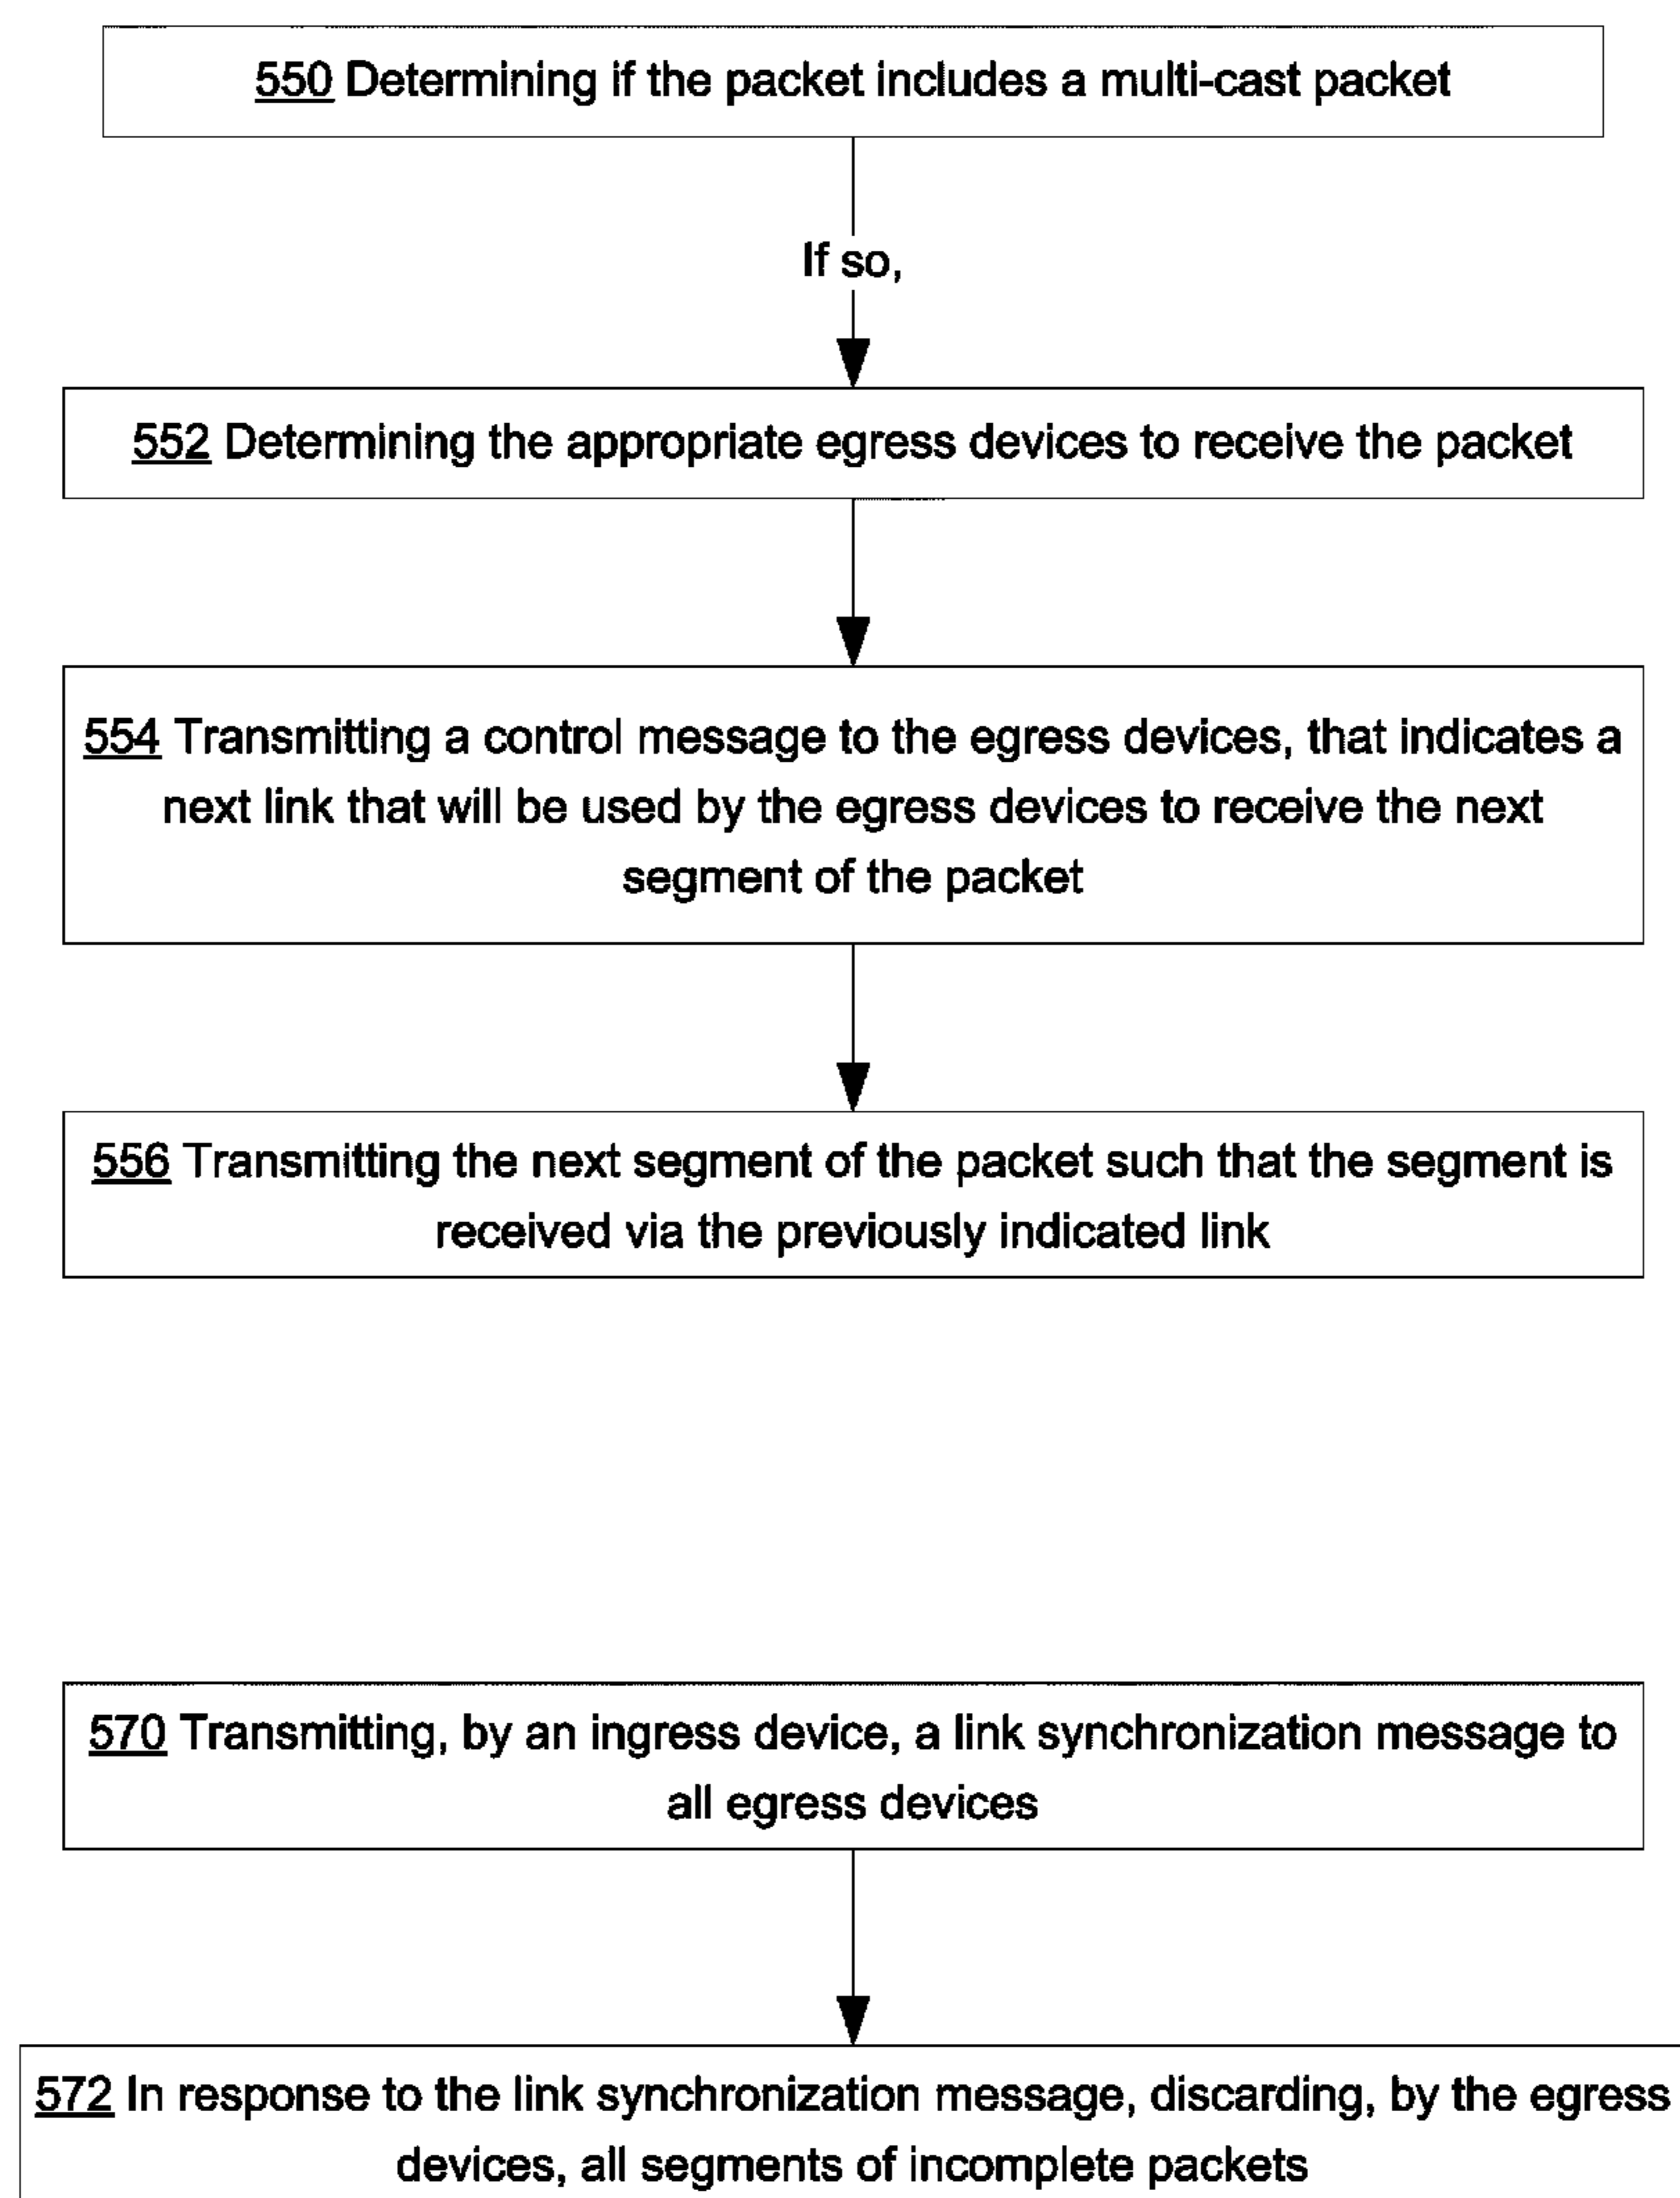 550 Determining if the packet includes a multi-cast packet
If so,
552 Determining the appropriate egress devices to receive the packet
554 Transmitting a control message to the egress devices, that indicates a
next link that will be used by the egress devices to receive the next
segment of the packet
556 Transmitting the next segment of the packet such that the segment is
received via the previously indicated link
570 Transmitting, by an ingress device, a link synchronization message to
all egress devices
572 In response to the link synchronization message, discarding, by the egress
devices, all segments of incomplete packets